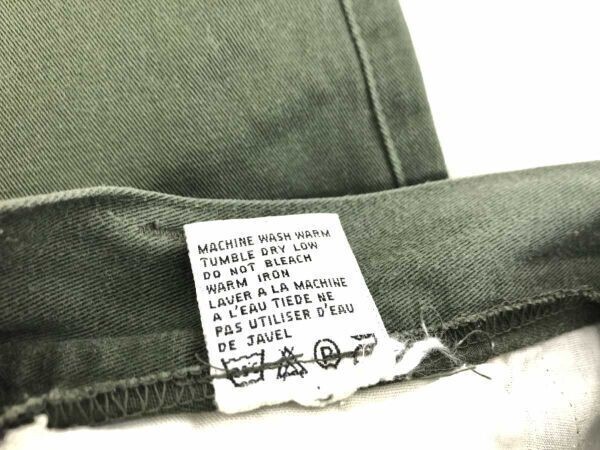 MACHINE WASH WARM
TUMBLE DRY LOW
DO NOT BLEACH
WARM IRON
LAVER A LA MACHINE
A L'EAU TIEDE NE
PAS UTILISER D'EAU
DE JAVEL
P